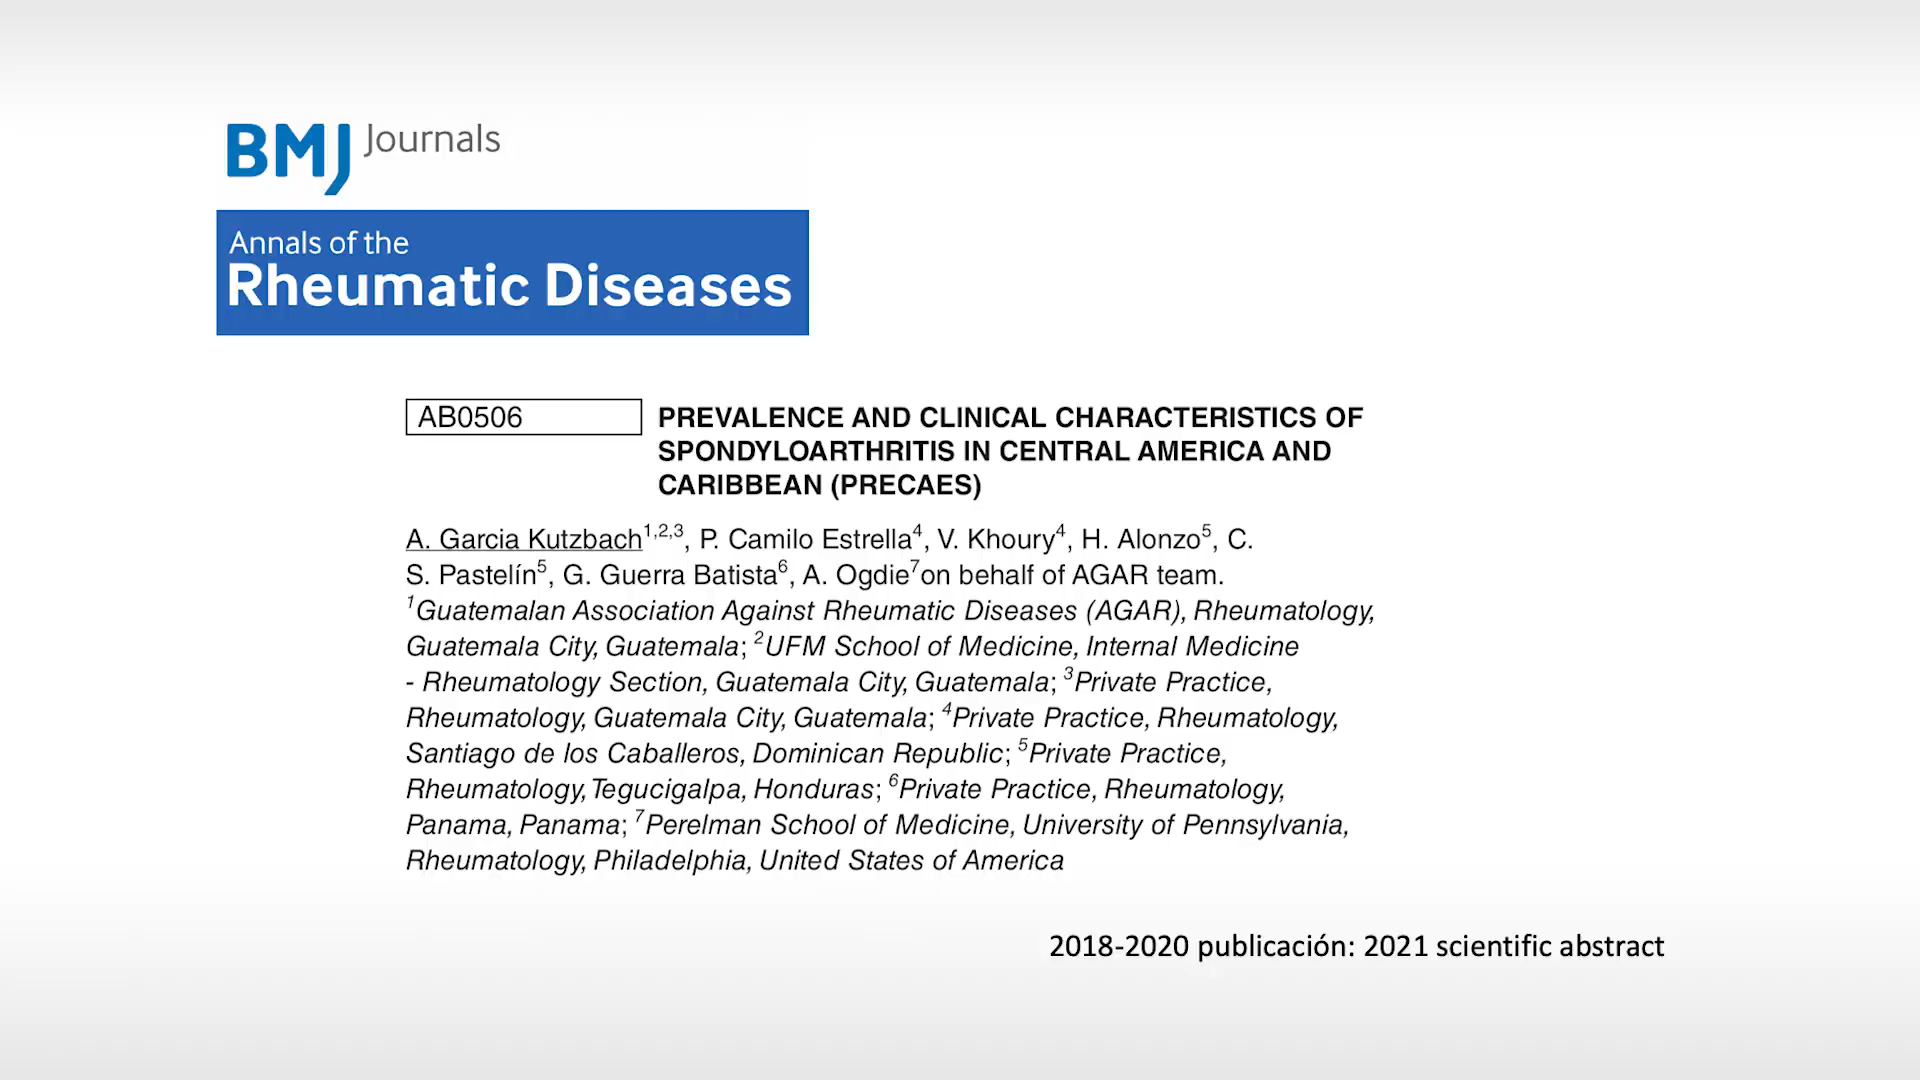 BMJ Journals
Annals of the
Rheumatic Diseases
AB0506 PREVALENCE AND CLINICAL CHARACTERISTICS OF
SPONDYLOARTHRITIS IN CENTRAL AMERICA AND
CARIBBEAN (PRECAES)
A. Garcia Kutzbach1,2,3, P. Camilo Estrella4, V. Khoury4, H. Alonzo5, C.
S. Pastelín5, G. Guerra Batista6, A. Ogdie7on behalf of AGAR team.
1Guatemalan Association Against Rheumatic Diseases (AGAR), Rheumatology,
Guatemala City, Guatemala; 2UFM School of Medicine, Internal Medicine
- Rheumatology Section, Guatemala City, Guatemala; 3Private Practice,
Rheumatology, Guatemala City, Guatemala; 4Private Practice, Rheumatology,
Santiago de los Caballeros, Dominican Republic; 5Private Practice,
Rheumatology, Tegucigalpa, Honduras; 6Private Practice, Rheumatology,
Panama, Panama; 7Perelman School of Medicine, University of Pennsylvania,
Rheumatology, Philadelphia, United States of America
2018-2020 publicación: 2021 scientific abstract